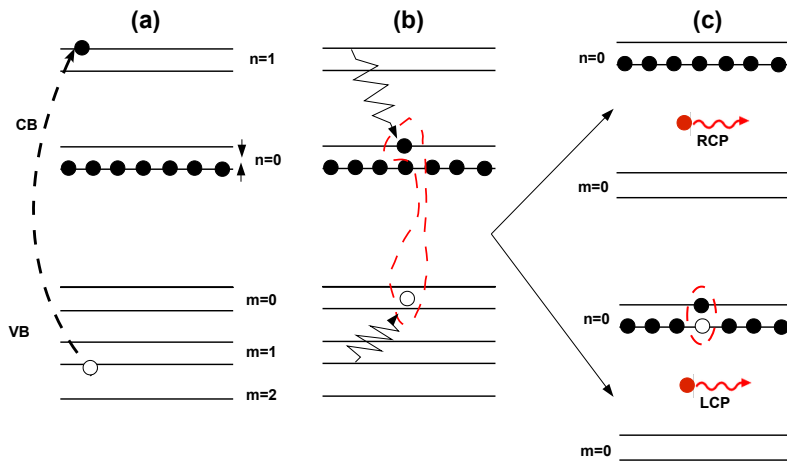 (a)
(b)
(c)
n=1
CB
n=0
m=0
VB
m=1
m=2
n=0
RCP
m=0
n=0
LCP
m=0